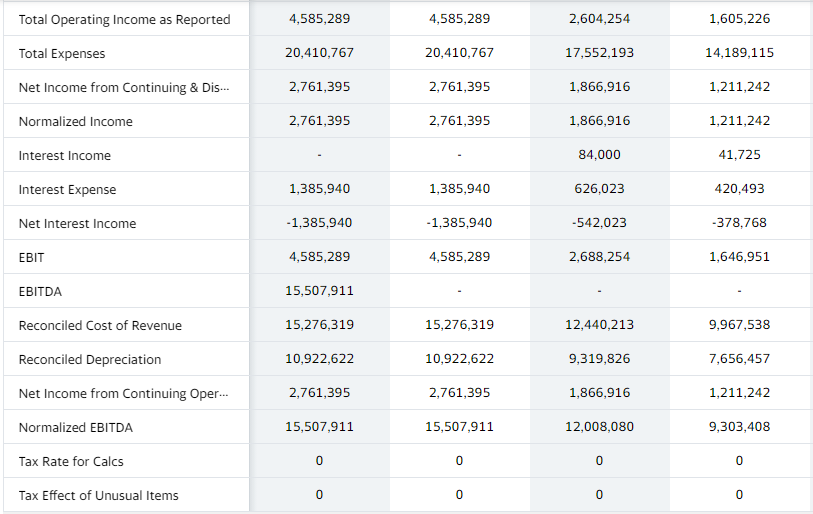 Total Operating Income as Reported 4,585,289 4,585,289 2,604,254 1,605,226
Total Expenses 20,410,767 20,410,767 17,552,193 14,189,115
Net Income from Continuing & Dis... 2,761,395 2,761,395 1,866,916 1,211,242
Normalized Income 2,761,395 2,761,395 1,866,916 1,211,242
Interest Income - - 84,000 41,725
Interest Expense 1,385,940 1,385,940 626,023 420,493
Net Interest Income -1,385,940 -1,385,940 -542,023 -378,768
EBIT 4,585,289 4,585,289 2,688,254 1,646,951
EBITDA 15,507,911 - - -
Reconciled Cost of Revenue 15,276,319 15,276,319 12,440,213 9,967,538
Reconciled Depreciation 10,922,622 10,922,622 9,319,826 7,656,457
Net Income from Continuing Oper... 2,761,395 2,761,395 1,866,916 1,211,242
Normalized EBITDA 15,507,911 15,507,911 12,008,080 9,303,408
Tax Rate for Calcs 0 0 0 0
Tax Effect of Unusual Items 0 0 0 0